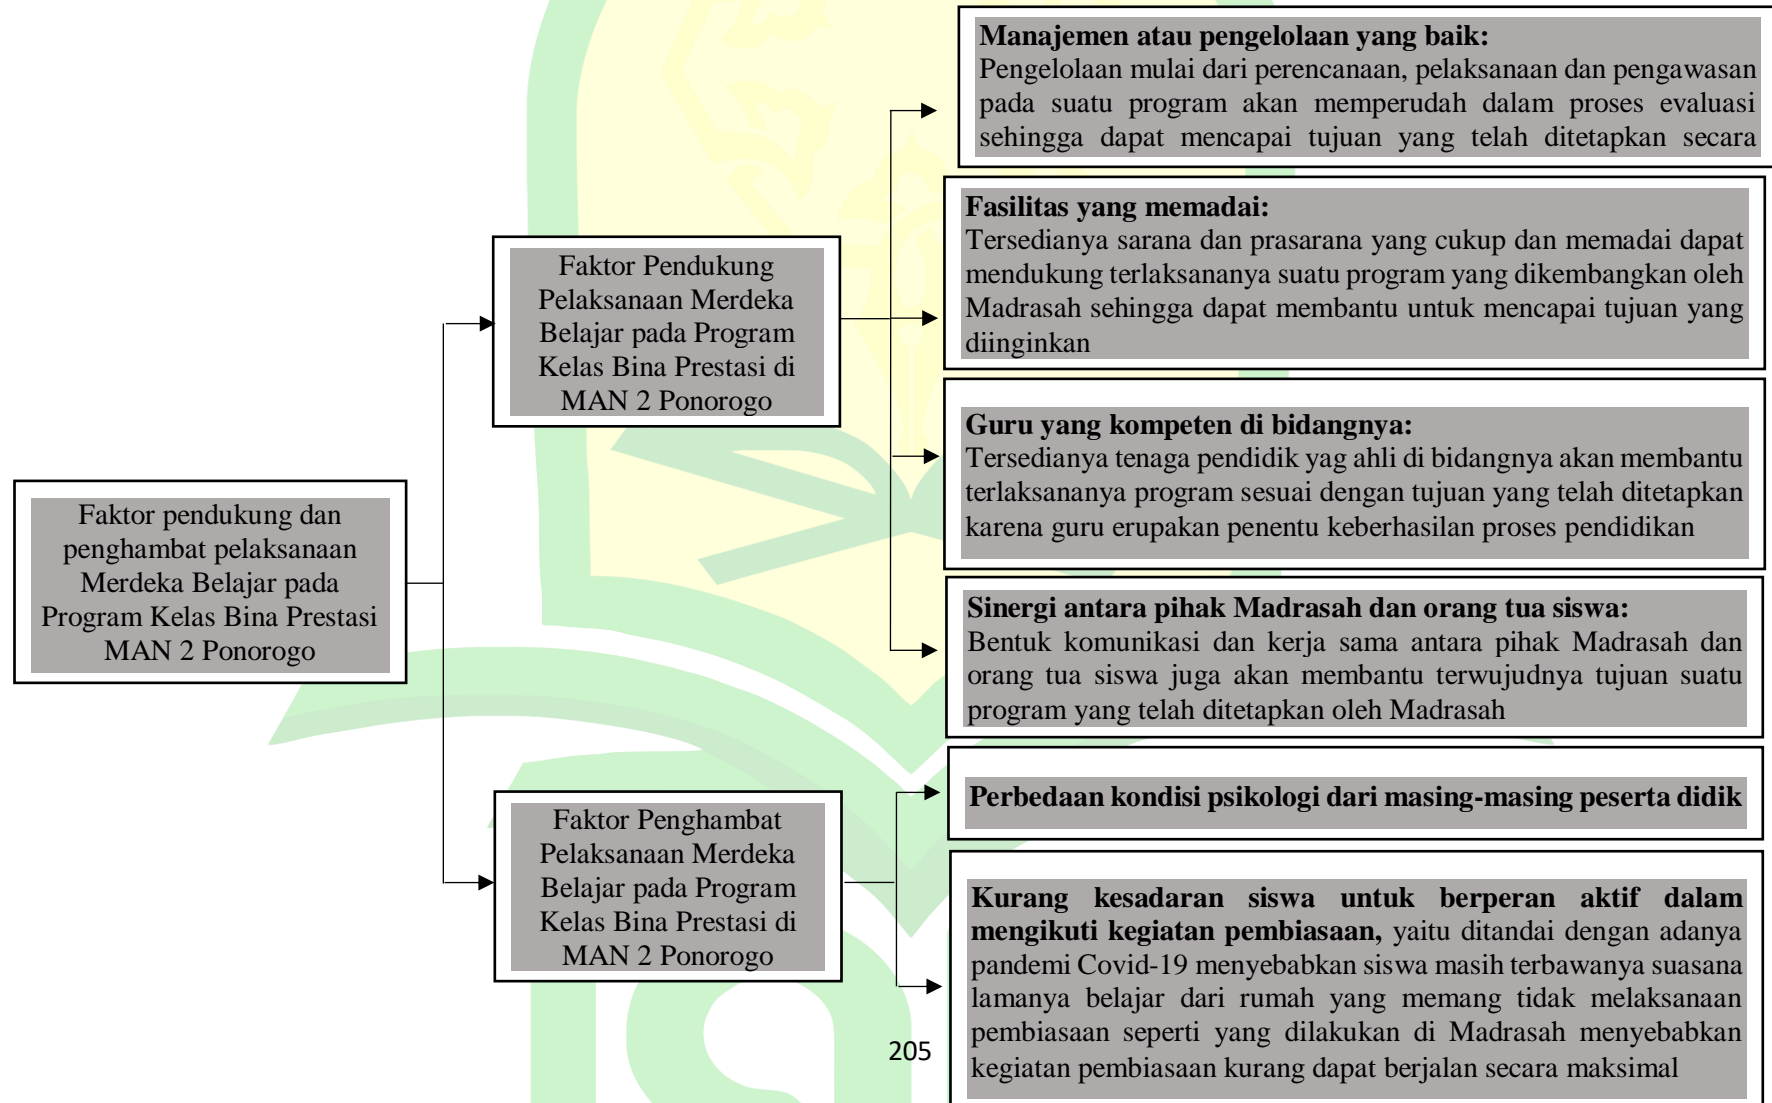 Faktor pendukung dan
penghambat pelaksanaan
Merdeka Belajar pada
Program Kelas Bina Prestasi
MAN 2 Ponorogo
Faktor Pendukung
Pelaksanaan Merdeka
Belajar pada Program
Kelas Bina Prestasi di
MAN 2 Ponorogo
Manajemen atau pengelolaan yang baik:
Pengelolaan mulai dari perencanaan, pelaksanaan dan pengawasan
pada suatu program akan memperudah dalam proses evaluasi
sehingga dapat mencapai tujuan yang telah ditetapkan secara
Fasilitas yang memadai:
Tersedianya sarana dan prasarana yang cukup dan memadai dapat
mendukung terlaksananya suatu program yang dikembangkan oleh
Madrasah sehingga dapat membantu untuk mencapai tujuan yang
diinginkan
Guru yang kompeten di bidangnya:
Tersedianya tenaga pendidik yag ahli di bidangnya akan membantu
terlaksananya program sesuai dengan tujuan yang telah ditetapkan
karena guru erupakan penentu keberhasilan proses pendidikan
Sinergi antara pihak Madrasah dan orang tua siswa:
Bentuk komunikasi dan kerja sama antara pihak Madrasah dan
orang tua siswa juga akan membantu terwujudnya tujuan suatu
program yang telah ditetapkan oleh Madrasah
Faktor Penghambat
Pelaksanaan Merdeka
Belajar pada Program
Kelas Bina Prestasi di
MAN 2 Ponorogo
Perbedaan kondisi psikologi dari masing-masing peserta didik
Kurang kesadaran siswa untuk berperan aktif dalam
mengikuti kegiatan pembiasaan, yaitu ditandai dengan adanya
pandemi Covid-19 menyebabkan siswa masih terbawanya suasana
lamanya belajar dari rumah yang memang tidak melaksanaan
pembiasaan seperti yang dilakukan di Madrasah menyebabkan
kegiatan pembiasaan kurang dapat berjalan secara maksimal
205